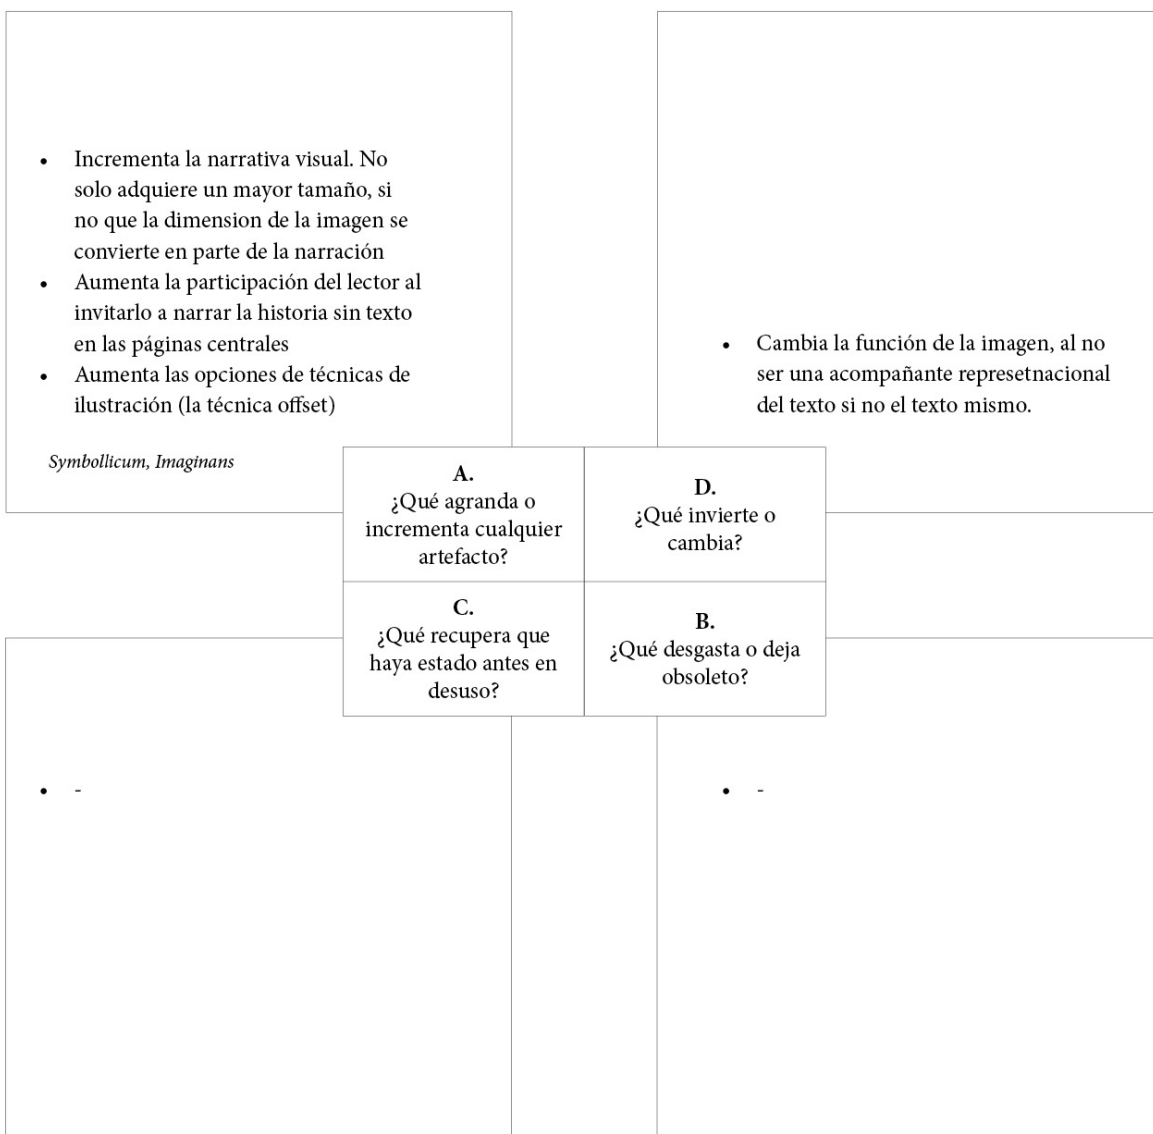 • Incrementa la narrativa visual. No
solo adquiere un mayor tamaño, si
no que la dimension de la imagen se
convierte en parte de la narración
• Aumenta la participación del lector al
invitarlo a narrar la historia sin texto
en las páginas centrales
• Aumenta las opciones de técnicas de
ilustración (la técnica offset)
Symbollicum, Imaginans
• Cambia la función de la imagen, al no
ser una acompañante represetnacional
del texto si no el texto mismo.
A.
¿Qué agranda o
incrementa cualquier
artefacto?
D.
¿Qué invierte o
cambia?
C.
¿Qué recupera que
haya estado antes en
desuso?
B.
¿Qué desgasta o deja
obsoleto?
• -
• -